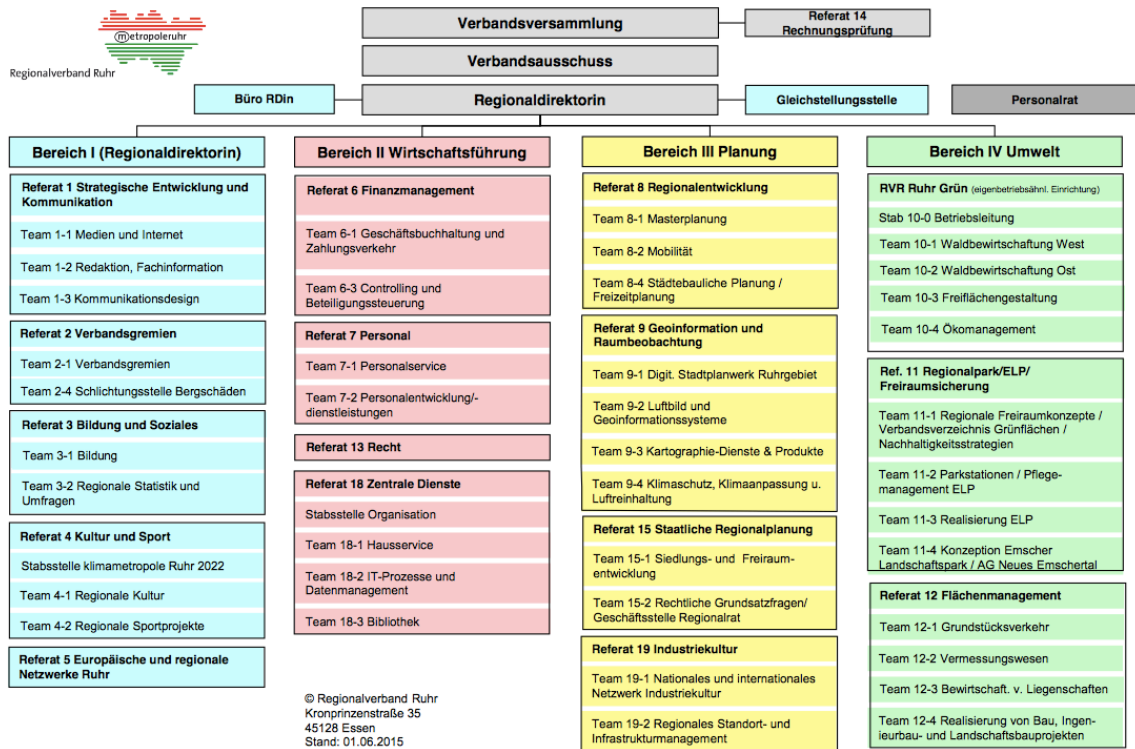 metropoleruhr
Regionalverband Ruhr
Verbandsversammlung
Referat 14
Rechnungsprüfung
Verbandsausschuss
Büro RDin
Regionaldirektorin
Gleichstellungsstelle
Personalrat
Bereich I (Regionaldirektorin)
Referat 1 Strategische Entwicklung und
Kommunikation
Team 1-1 Medien und Internet
Team 1-2 Redaktion, Fachinformation
Team 1-3 Kommunikationsdesign
Referat 2 Verbandsgremien
Team 2-1 Verbandsgremien
Team 2-4 Schlichtungsstelle Bergschäden
Referat 3 Bildung und Soziales
Team 3-1 Bildung
Team 3-2 Regionale Statistik und
Umfragen
Referat 4 Kultur und Sport
Stabsstelle klimametropole Ruhr 2022
Team 4-1 Regionale Kultur
Team 4-2 Regionale Sportprojekte
Referat 5 Europäische und regionale
Netzwerke Ruhr
Bereich II Wirtschaftsführung
Referat 6 Finanzmanagement
Team 6-1 Geschäftsbuchhaltung und
Zahlungsverkehr
Team 6-3 Controlling und
Beteiligungssteuerung
Referat 7 Personal
Team 7-1 Personalservice
Team 7-2 Personalentwicklung/-
dienstleistungen
Referat 13 Recht
Referat 18 Zentrale Dienste
Stabsstelle Organisation
Team 18-1 Hausservice
Team 18-2 IT-Prozesse und
Datenmanagement
Team 18-3 Bibliothek
© Regionalverband Ruhr
Kronprinzenstraße 35
45128 Essen
Stand: 01.06.2015
Bereich III Planung
Referat 8 Regionalentwicklung
Team 8-1 Masterplanung
Team 8-2 Mobilität
Team 8-4 Städtebauliche Planung /
Freizeitplanung
Referat 9 Geoinformation und
Raumbeobachtung
Team 9-1 Digit. Stadtplanwerk Ruhrgebiet
Team 9-2 Luftbild und
Geoinformationssysteme
Team 9-3 Kartographie-Dienste & Produkte
Team 9-4 Klimaschutz, Klimaanpassung u.
Luftreinhaltung
Referat 15 Staatliche Regionalplanung
Team 15-1 Siedlungs- und Freiraum-
entwicklung
Team 15-2 Rechtliche Grundsatzfragen/
Geschäftsstelle Regionalrat
Referat 19 Industriekultur
Team 19-1 Nationales und internationales
Netzwerk Industriekultur
Team 19-2 Regionales Standort- und
Infrastrukturmanagement
Bereich IV Umwelt
RVR Ruhr Grün (eigenbetriebsähnl. Einrichtung)
Stab 10-0 Betriebsleitung
Team 10-1 Waldbewirtschaftung West
Team 10-2 Waldbewirtschaftung Ost
Team 10-3 Freiflächengestaltung
Team 10-4 Ökomanagement
Ref. 11 Regionalpark/ELP/
Freiraumsicherung
Team 11-1 Regionale Freiraumkonzepte /
Verbandsverzeichnis Grünflächen /
Nachhaltigkeitsstrategien
Team 11-2 Parkstationen / Pflege-
management ELP
Team 11-3 Realisierung ELP
Team 11-4 Konzeption Emscher
Landschaftspark / AG Neues Emschertal
Referat 12 Flächenmanagement
Team 12-1 Grundstücksverkehr
Team 12-2 Vermessungswesen
Team 12-3 Bewirtschaft. v. Liegenschaften
Team 12-4 Realisierung von Bau, Ingen-
ieurbau- und Landschaftsbauprojekten